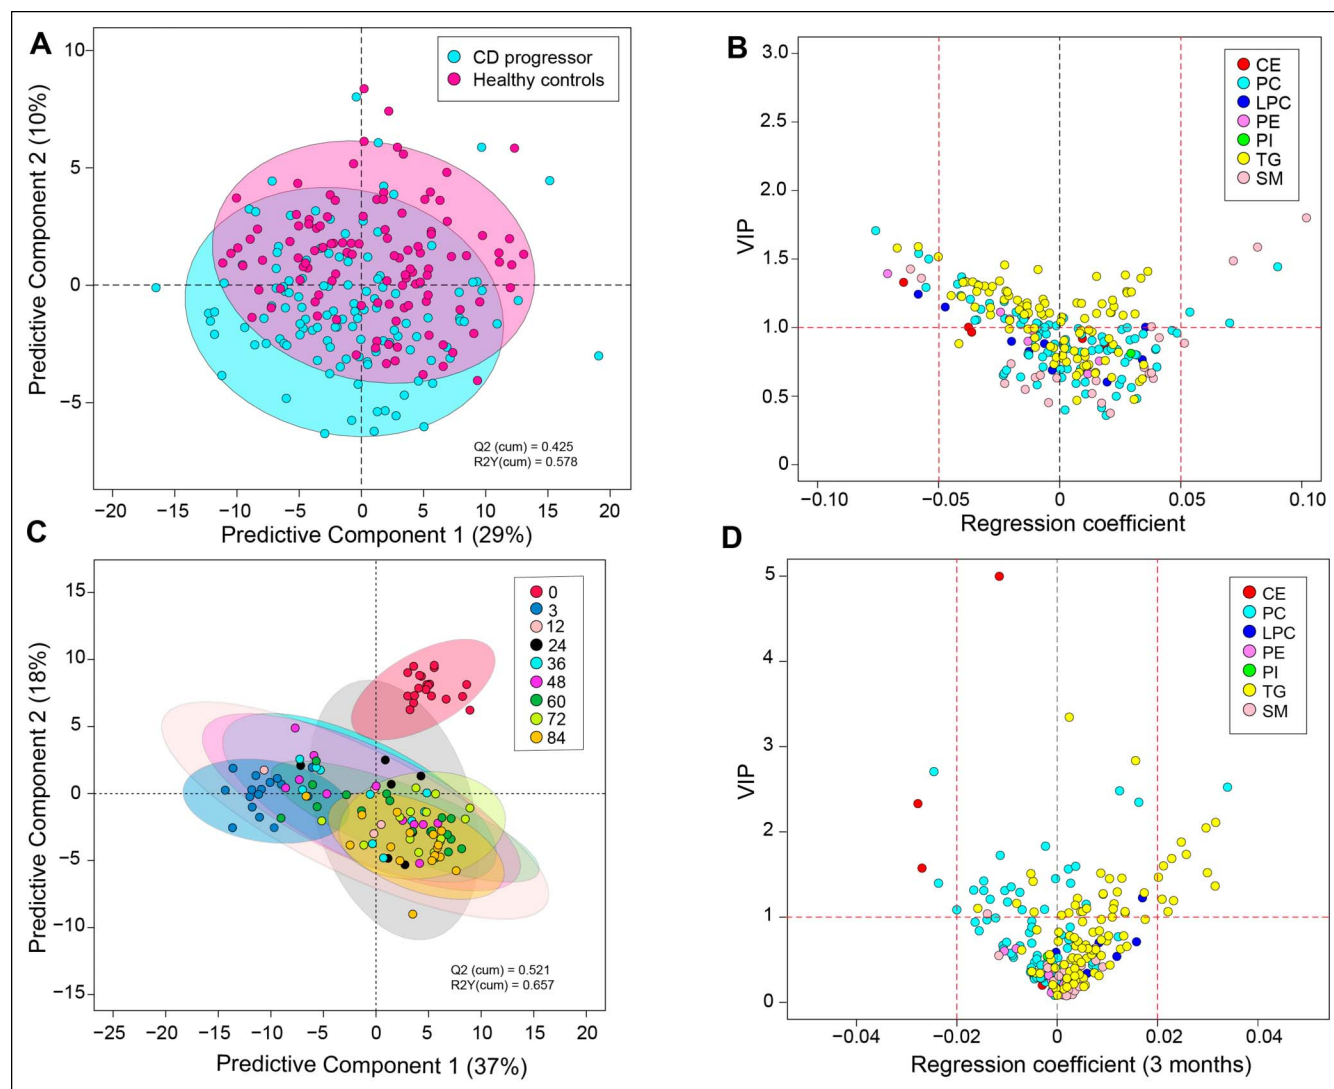 A
10
5
0
−5
−20
−15
−10
−5
0
5
10
15
20
Predictive Component 2 (10%)
Predictive Component 1 (29%)
CD progressor
Healthy controls
Q2 (cum) = 0.425
R2Y(cum) = 0.578
B
3.0
2.5
2.0
1.5
1.0
0.5
0
VIP
−0.10
−0.05
0
0.05
0.10
Regression coefficient
CE
PC
LPC
PE
PI
TG
SM
C
15
10
5
0
−5
−10
−15
Predictive Component 2 (18%)
−25
−20
−15
−10
−5
0
5
10
15
20
Predictive Component 1 (37%)
0
3
12
24
36
48
60
72
84
Q2 (cum) = 0.521
R2Y(cum) = 0.657
D
5
4
3
2
1
0
VIP
−0.04
−0.02
0
0.02
0.04
Regression coefficient (3 months)
CE
PC
LPC
PE
PI
TG
SM